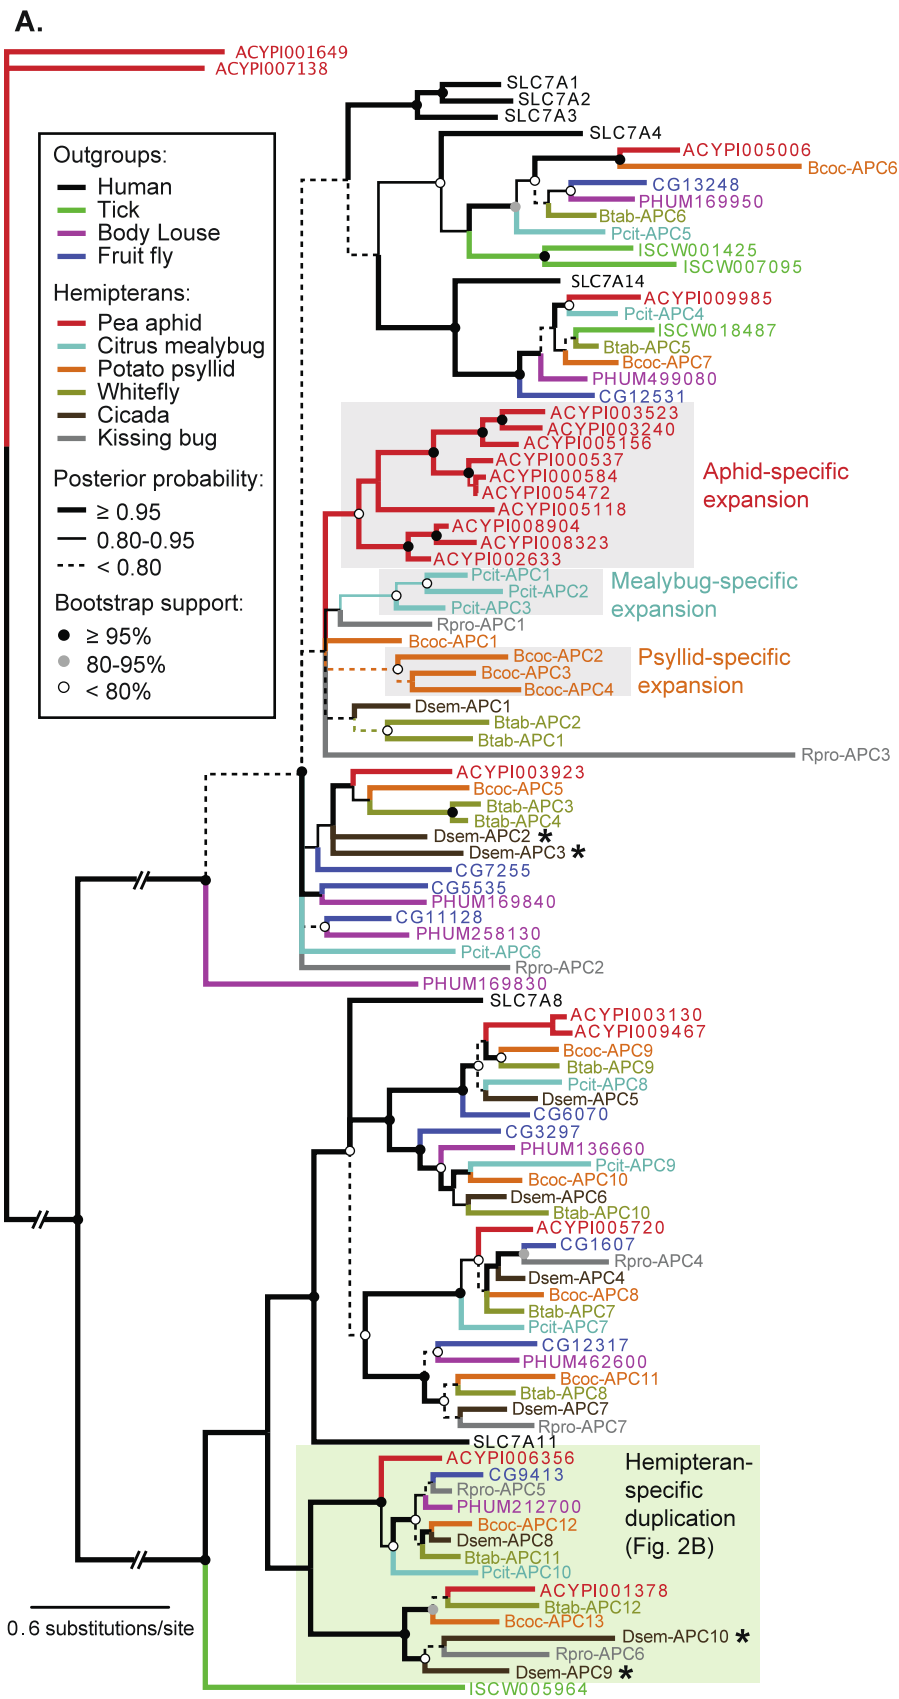 A.
ACYPI001649
ACYPI007138
SLC7A1
SLC7A2
SLC7A3
SLC7A4
ACYPI005006
Bcoc-APC6
CG13248
PHUM169950
Btab-APC6
Pcit-APC5
ISCW001425
ISCW007095
SLC7A14
ACYPI009985
Pcit-APC4
ISCW018487
Btab-APC5
Bcoc-APC7
PHUM499080
CG12531
Outgroups:
Human
Tick
Body Louse
Fruit fly
Hemipterans:
Pea aphid
Citrus mealybug
Potato psyllid
Whitefly
Cicada
Kissing bug
Posterior probability:
≥ 0.95
0.80-0.95
< 0.80
Bootstrap support:
≥ 95%
80-95%
< 80%
ACYPI003523
ACYPI003240
ACYPI005156
ACYPI000537
ACYPI000584
ACYPI005472
ACYPI005118
ACYPI008904
ACYPI008323
ACYPI002633
Aphid-specific
expansion
Pcit-APC1
Pcit-APC2
Pcit-APC3
Mealybug-specific
expansion
Rpro-APC1
Bcoc-APC1
Bcoc-APC2
Bcoc-APC3
Bcoc-APC4
Psyllid-specific
expansion
Dsem-APC1
Btab-APC2
Btab-APC1
Rpro-APC3
ACYPI003923
Bcoc-APC5
Btab-APC3
Btab-APC4
Dsem-APC2 *
Dsem-APC3 *
CG7255
CG5535
PHUM169840
CG11128
PHUM258130
Pcit-APC6
Rpro-APC2
PHUM169830
SLC7A8
ACYPI003130
ACYPI009467
Bcoc-APC9
Btab-APC9
Pcit-APC8
Dsem-APC5
CG6070
CG3297
PHUM136660
Pcit-APC9
Bcoc-APC10
Dsem-APC6
Btab-APC10
ACYPI005720
CG1607
Rpro-APC4
Dsem-APC4
Bcoc-APC8
Btab-APC7
Pcit-APC7
CG12317
PHUM462600
Bcoc-APC11
Btab-APC8
Dsem-APC7
Rpro-APC7
SLC7A11
ACYPI006356
CG9413
Rpro-APC5
PHUM212700
Bcoc-APC12
Dsem-APC8
Btab-APC11
Pcit-APC10
Hemipteran-
specific
duplication
(Fig. 2B)
ACYPI001378
Btab-APC12
Bcoc-APC13
Dsem-APC10 *
Rpro-APC6
Dsem-APC9 *
ISCW005964
0.6 substitutions/site